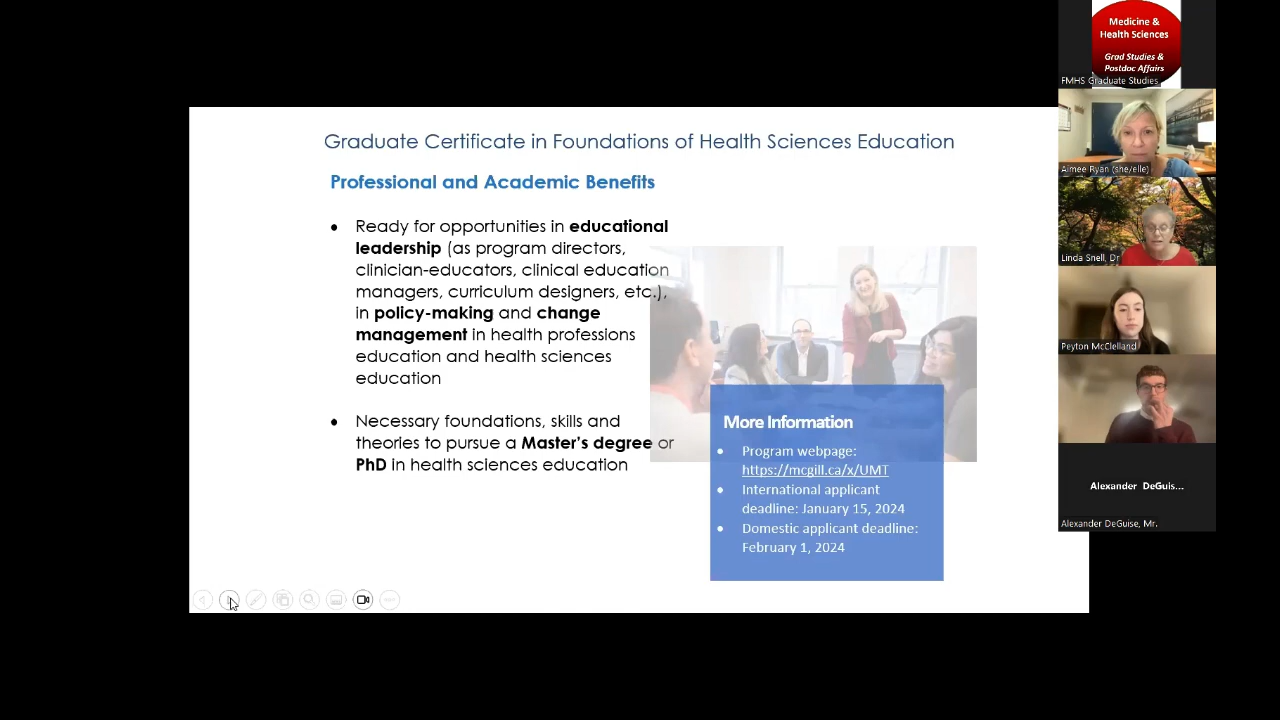 Medicine &
Health Sciences
Grad Studies &
Postdoc Affairs
FMHS Graduate Studies
Graduate Certificate in Foundations of Health Sciences Education
Professional and Academic Benefits
• Ready for opportunities in educational
leadership (as program directors,
clinician-educators, clinical education
managers, curriculum designers, etc.),
in policy-making and change
management in health professions
education and health sciences
education
• Necessary foundations, skills and
theories to pursue a Master's degree or
PhD in health sciences education
More Information
• Program webpage:
https://mcgill.ca/x/UMT
• International applicant
deadline: January 15, 2024
• Domestic applicant deadline:
February 1, 2024
Aimee Ryan (she/elle)
Linda Snell, Dr
Peyton McClelland
Alexander DeGuis...
Alexander DeGuise, Mr.